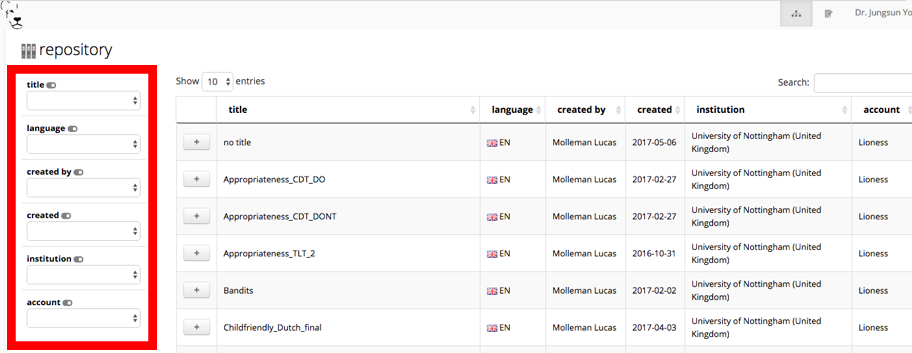 Dr. Jungsun Yo
repository
title
language
created by
created
institution
account
Show 10 entries
Search:
title language created by created institution account
+ no title EN Molleman Lucas 2017-05-06 University of Nottingham (United Kingdom) Lioness
+ Appropriateness_CDT_DO EN Molleman Lucas 2017-02-27 University of Nottingham (United Kingdom) Lioness
+ Appropriateness_CDT_DONT EN Molleman Lucas 2017-02-27 University of Nottingham (United Kingdom) Lioness
+ Appropriateness_TLT_2 EN Molleman Lucas 2016-10-31 University of Nottingham (United Kingdom) Lioness
+ Bandits EN Molleman Lucas 2017-02-02 University of Nottingham (United Kingdom) Lioness
+ Childfriendly_Dutch_final EN Molleman Lucas 2017-04-03 University of Nottingham (United Kingdom) Lioness